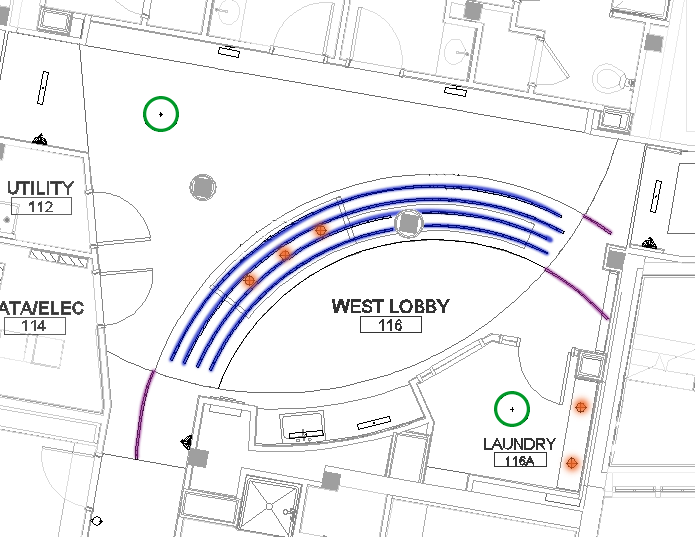 UTILITY
112
ATA/ELEC
114
WEST LOBBY
116
LAUNDRY
116A